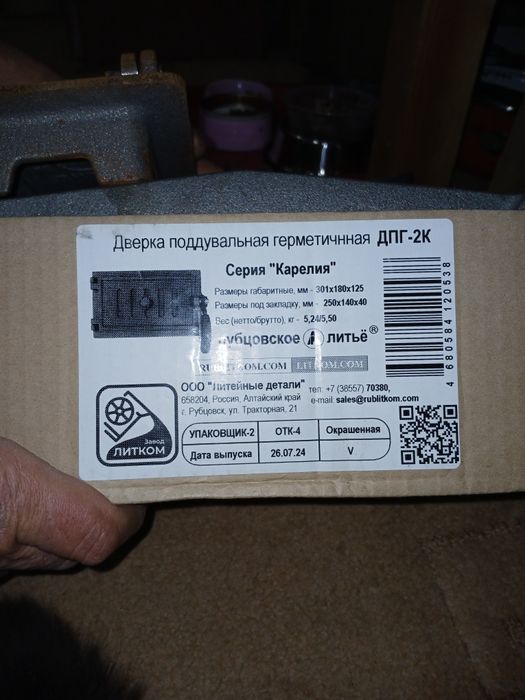 Дверка поддувальная герметичнная ДПГ-2К
Серия "Карелия"
Размеры габаритные, мм - 301х180х125
Размеры под закладку, мм - 250х140х40
Вес (нетто/брутто), кг - 5,24/5,50
убцовское литьё®
RUBLITKOM.COM LITKOM.COM
ООО "Литейные детали"
658204, Россия, Алтайский край
г. Рубцовск, ул. Тракторная, 21
тел: +7 (38557) 70380,
e-mail: sales@rublitkom.com
Завод
ЛИТКОМ
УПАКОВЩИК-2 ОТК-4 Окрашенная
Дата выпуска 26.07.24 V
4 680584 120538